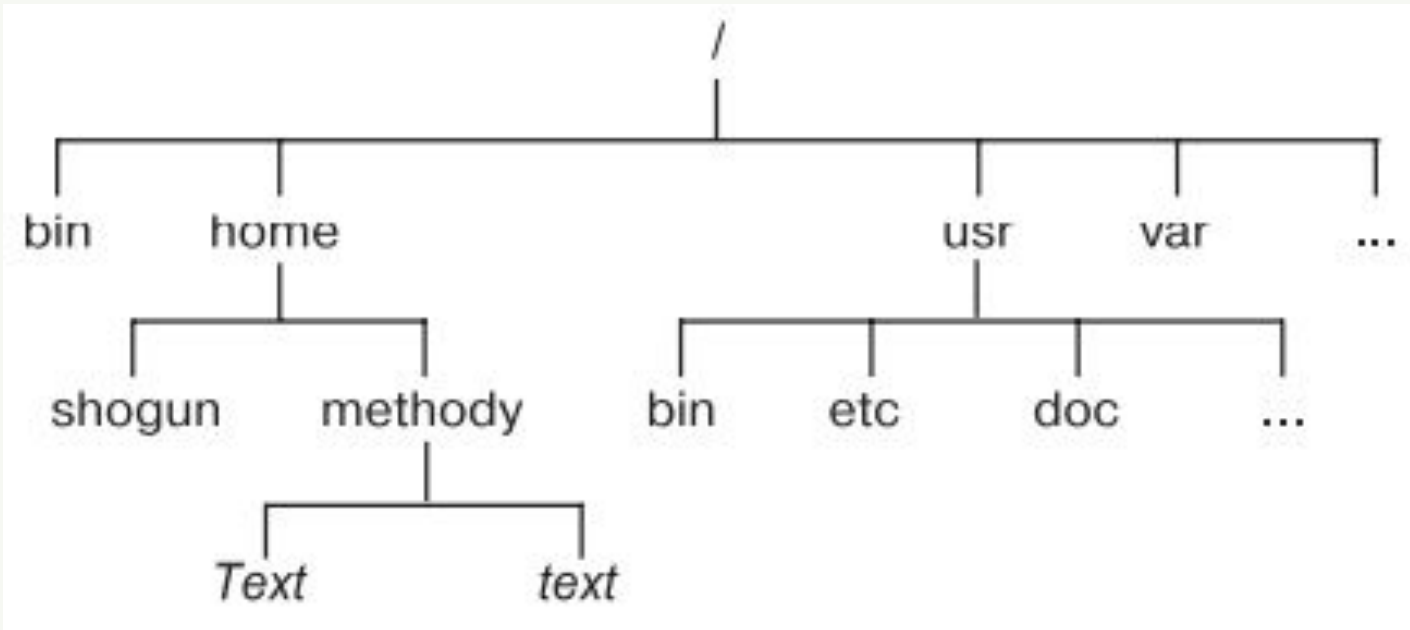 /
bin home usr var ...
shogun methody bin etc doc ...
Text text